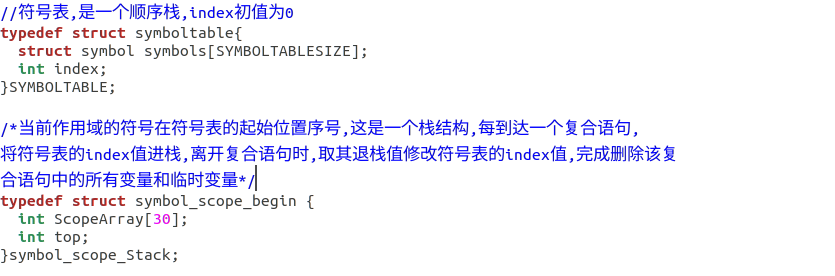 //符号表,是一个顺序栈,index初值为0
typedef struct symboltable{
  struct symbol symbols[SYMBOLTABLESIZE];
  int index;
}SYMBOLTABLE;
/*当前作用域的符号在符号表的起始位置序号,这是一个栈结构,每到达一个复合语句,
将符号表的index值进栈,离开复合语句时,取其退栈值修改符号表的index值,完成删除该复
合语句中的所有变量和临时变量*/
typedef struct symbol_scope_begin {
  int ScopeArray[30];
  int top;
}symbol_scope_Stack;